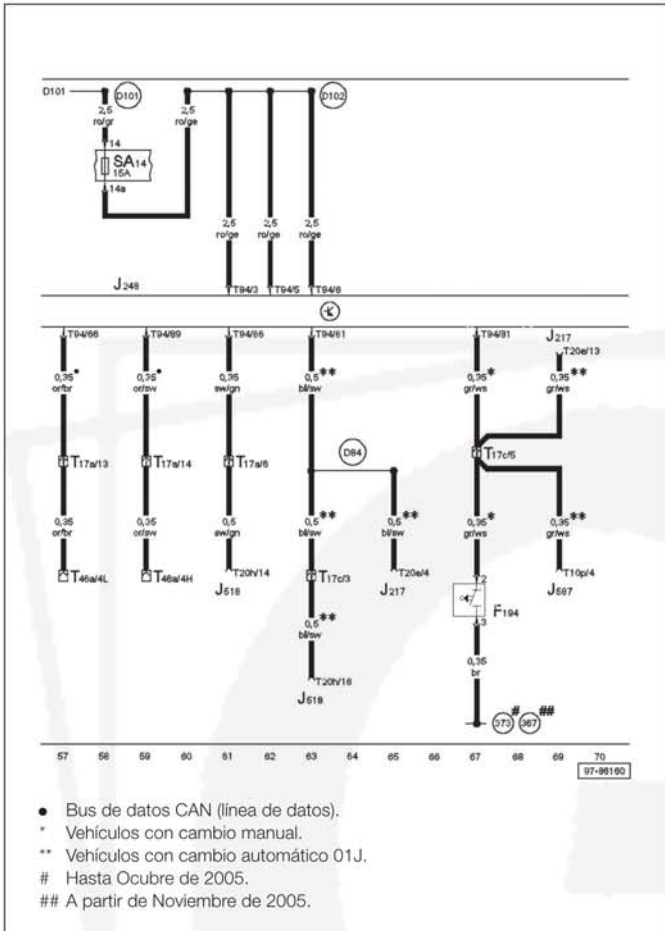 D101 D101 D102
2,5 2,5
ro/gr ro/ge
14
SA14
15A
14a
2,5 2,5 2,5
ro/ge ro/ge ro/ge
J248 T94/3 T94/5 T94/6
K
T94/66 T94/69 T94/66 T94/61 T94/91 J217
T20e/13
0,35* 0,35* 0,35 0,5** 0,35* 0,35**
or/br or/sw sw/gn bl/sw gr/ws gr/ws
D84 T17c/5
T17a/13 T17a/14 T17a/6
0,35 0,35 0,5 0,5** 0,5** 0,35* 0,35**
or/br or/sw sw/gn bl/sw bl/sw gr/ws gr/ws
T46a/4L T46a/4H T20h/14 T17c/3 T20e/4 2 T10p/4
J518 J217 F194 J587
3
0,5**
bl/sw
0,35
br
T20h/16
J518
373# 367##
57 58 59 60 61 62 63 64 65 66 67 68 69 70
97-86160
● Bus de datos CAN (línea de datos).
* Vehículos con cambio manual.
** Vehículos con cambio automático 01J.
# Hasta Ocubre de 2005.
## A partir de Noviembre de 2005.